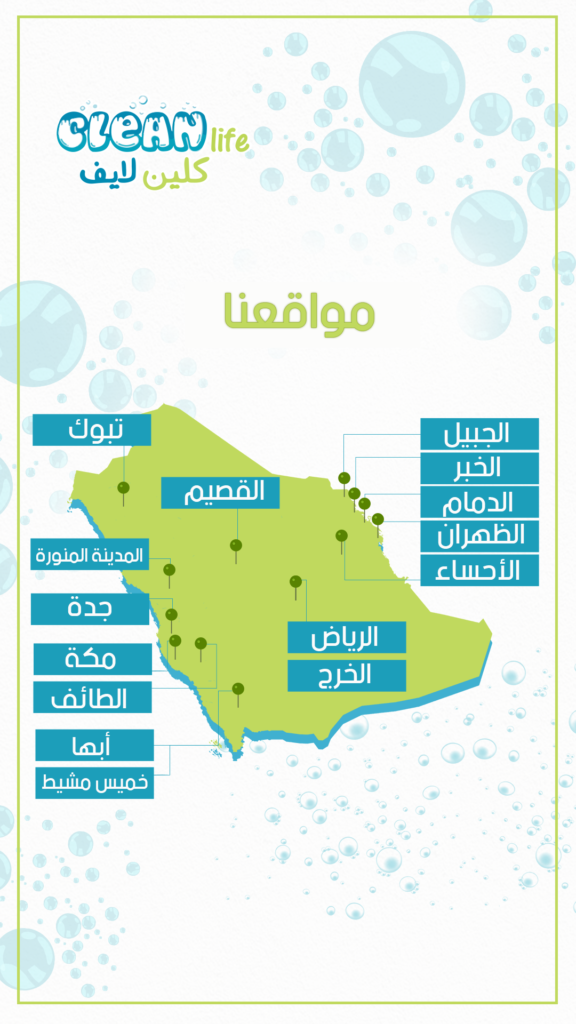 CLEAN life
كلين لايف
مواقعنا
الجبيل
الخبر
الدمام
الظهران
الأحساء
تبوك
القصيم
المدينة المنورة
جدة
مكة
الطائف
الرياض
الخرج
أبها
خميس مشيط